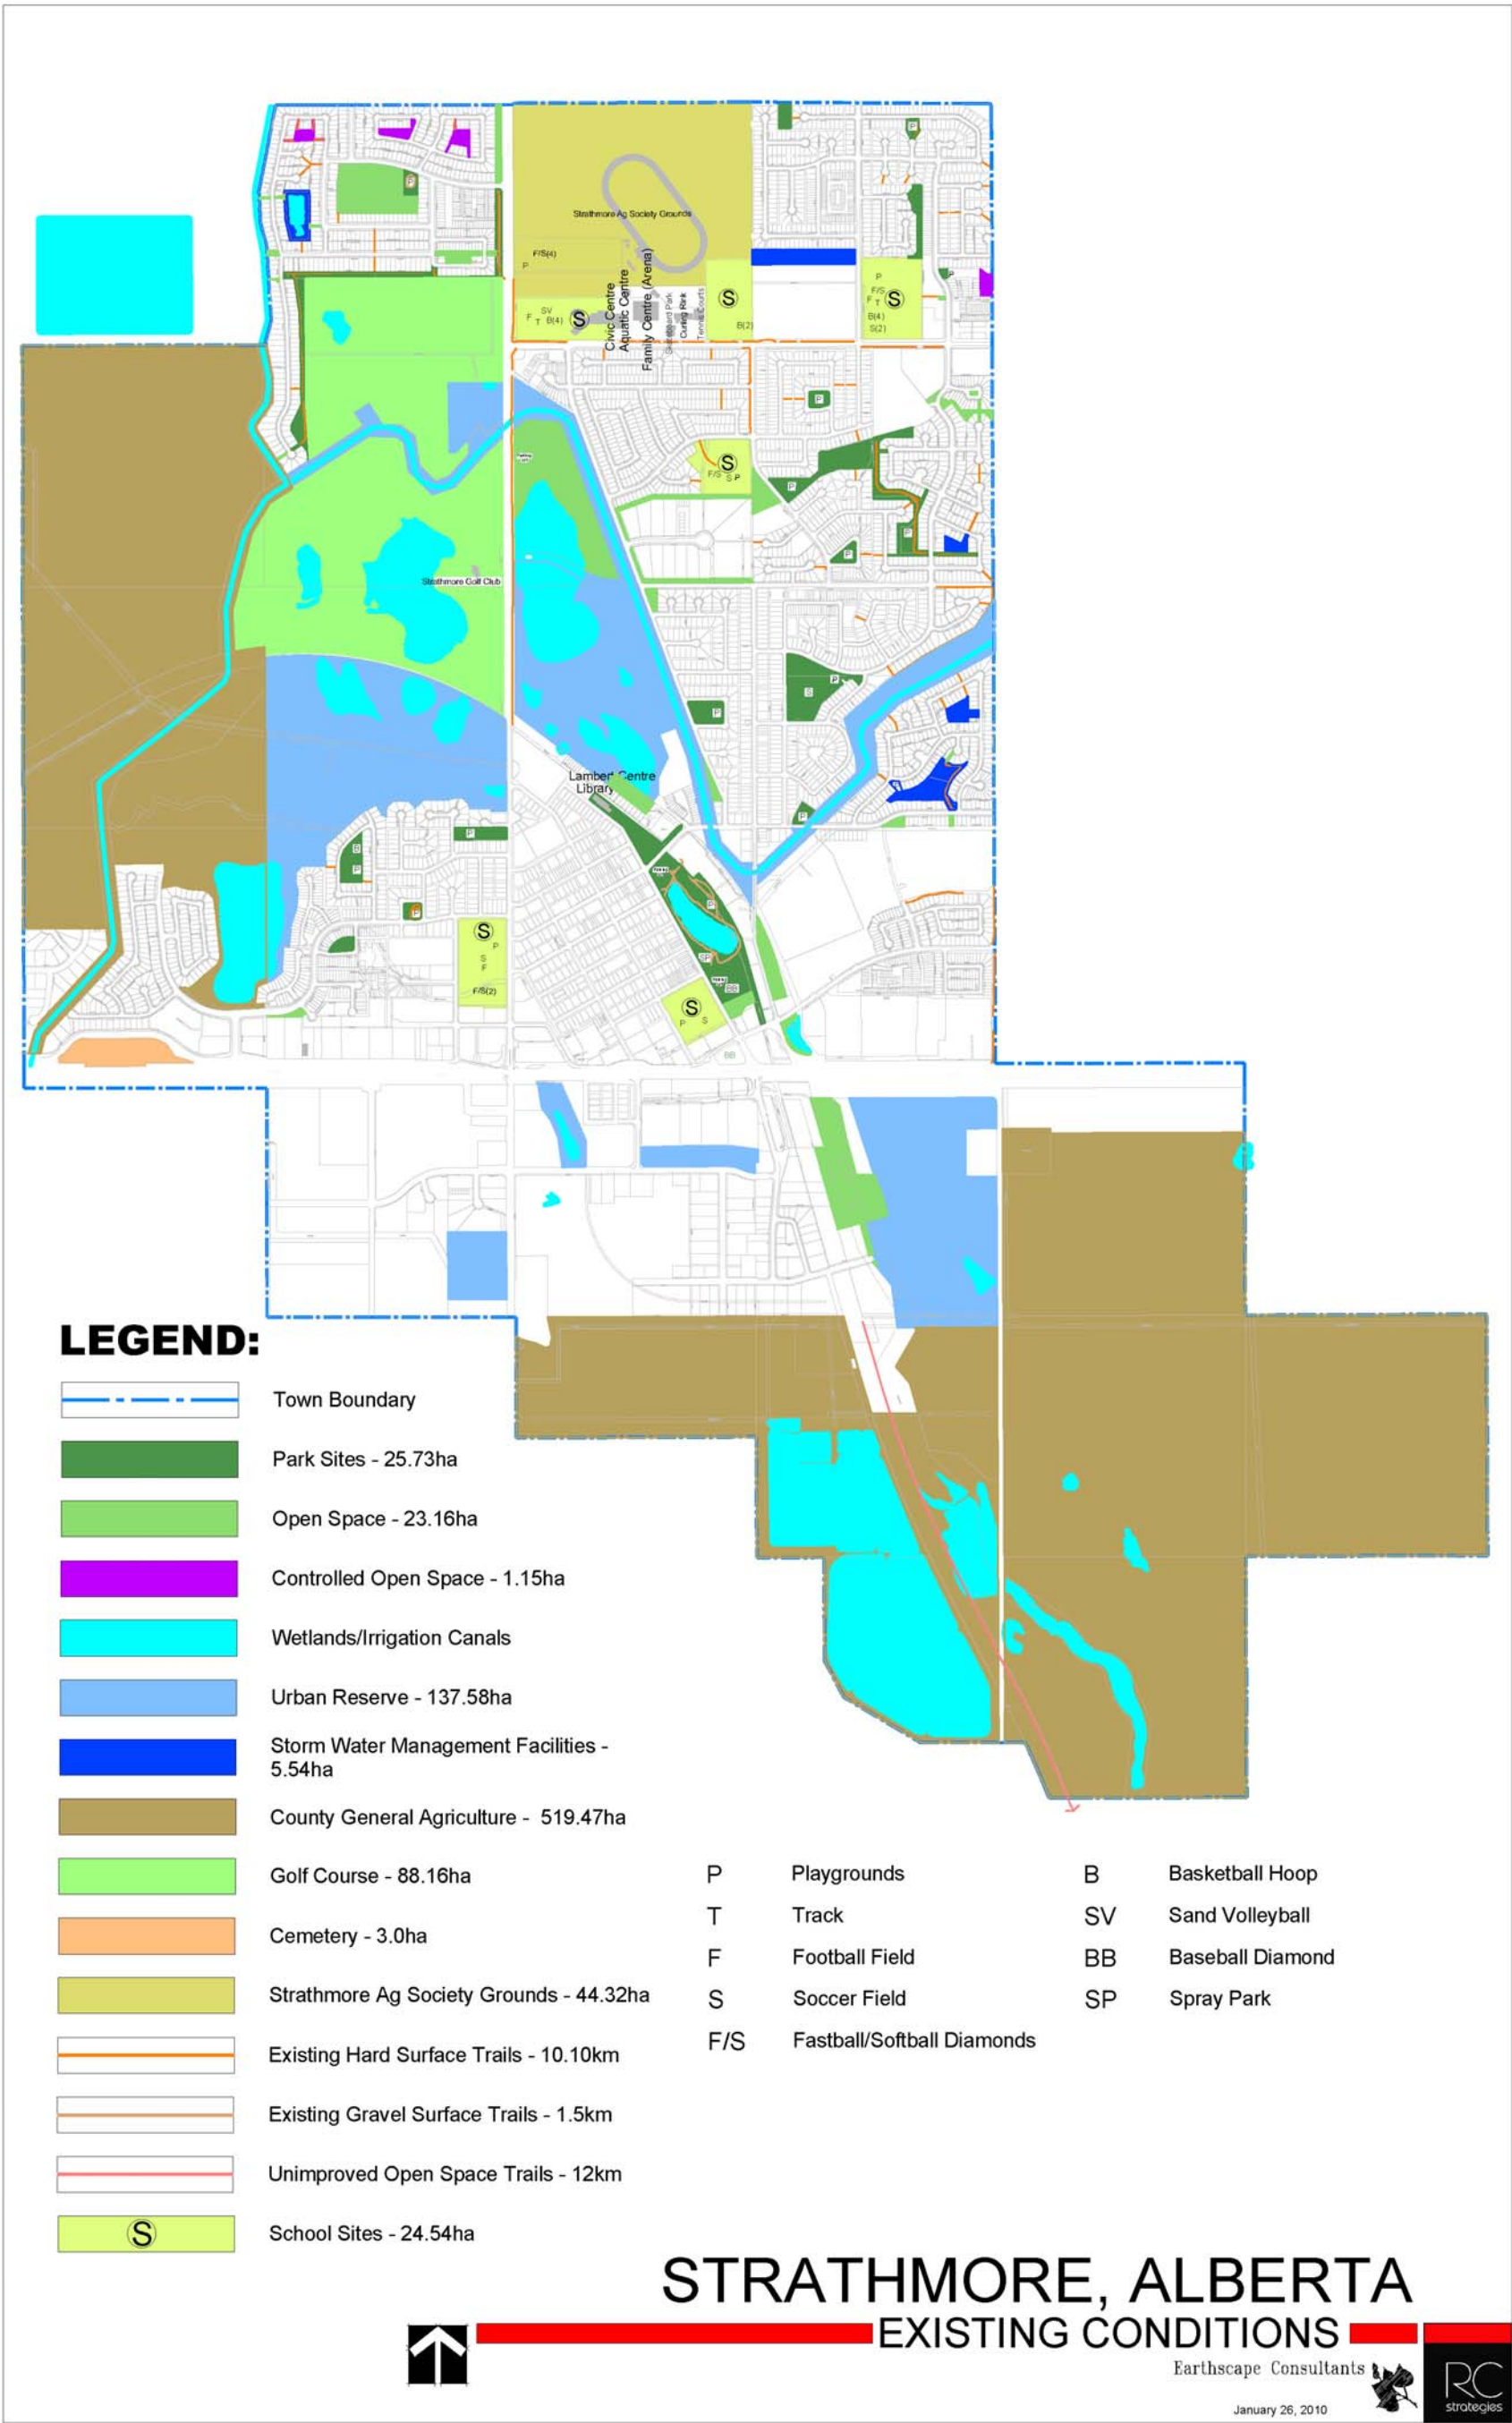 P
P
Strathmore Ag Society Grounds
F/S(4)
P
Civic Centre
Aquatic Centre
Family Centre (Arena)
Skateboard Park
Curling Rink
Tennis Courts
SV
F T B(4)
S
S
B(2)
P
F/S
F T S
B(4)
S(2)
P
P
S
F/S S P
P
P
P
Strathmore Golf Club
P
S
P
Lambert Centre
Library
P
P
B
P
P
P
SP
BB
S
P
S
F
F/S(2)
S
P S
BB
LEGEND:
Town Boundary
Park Sites - 25.73ha
Open Space - 23.16ha
Controlled Open Space - 1.15ha
Wetlands/Irrigation Canals
Urban Reserve - 137.58ha
Storm Water Management Facilities -
5.54ha
County General Agriculture - 519.47ha
Golf Course - 88.16ha
Cemetery - 3.0ha
Strathmore Ag Society Grounds - 44.32ha
Existing Hard Surface Trails - 10.10km
Existing Gravel Surface Trails - 1.5km
Unimproved Open Space Trails - 12km
S School Sites - 24.54ha
P Playgrounds
T Track
F Football Field
S Soccer Field
F/S Fastball/Softball Diamonds
B Basketball Hoop
SV Sand Volleyball
BB Baseball Diamond
SP Spray Park
STRATHMORE, ALBERTA
EXISTING CONDITIONS
Earthscape Consultants
January 26, 2010
RC
strategies